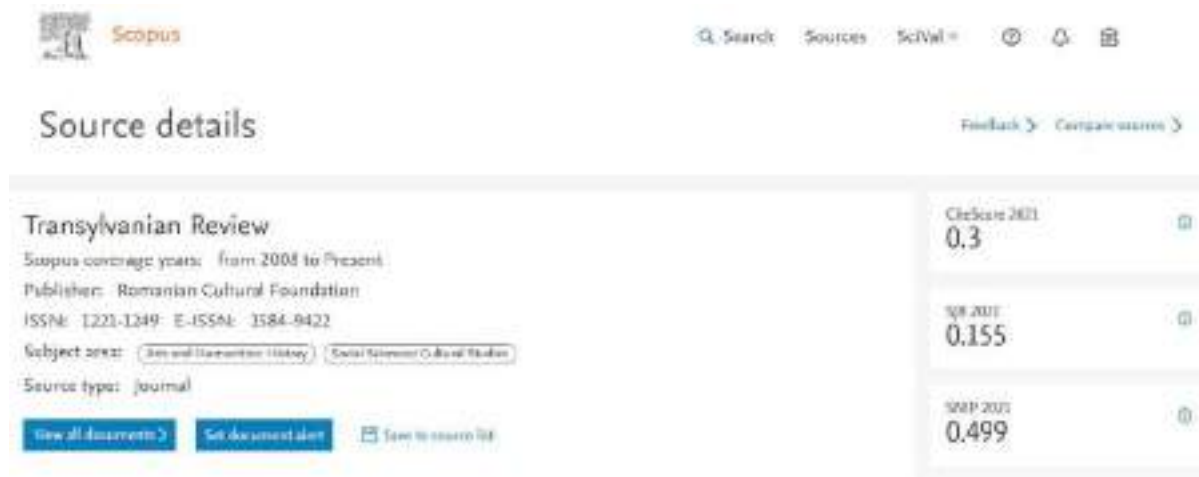 Scopus
Search Sources SciVal
Source details
Feedback Compare sources
Transylvanian Review
Scopus coverage years: from 2008 to Present
Publisher: Romanian Cultural Foundation
ISSN: 1221-1249 E-ISSN: 1584-9422
Subject area: Arts and Humanities: History Social Sciences: Cultural Studies
Source type: Journal
View all documents Set document alert Save to source list
CiteScore 2021
0.3
SJR 2021
0.155
SNIP 2021
0.499